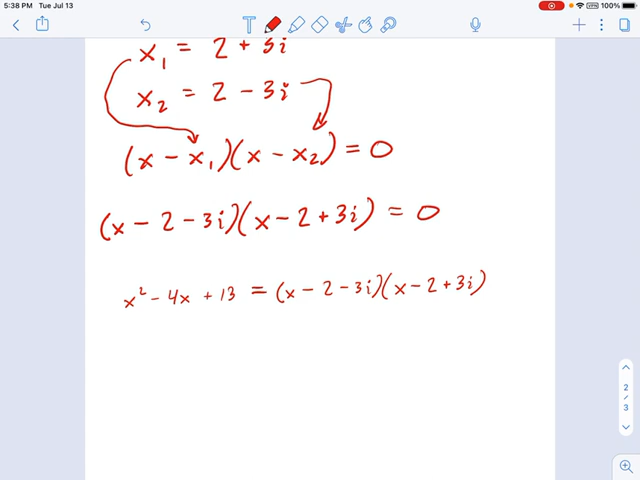 5:38 PM Tue Jul 13
VPN 100%
x₁ = 2 + 3i
x₂ = 2 - 3i
(x - x₁)(x - x₂) = 0
(x - 2 - 3i)(x - 2 + 3i) = 0
x² - 4x + 13 = (x - 2 - 3i)(x - 2 + 3i)
2
/
3